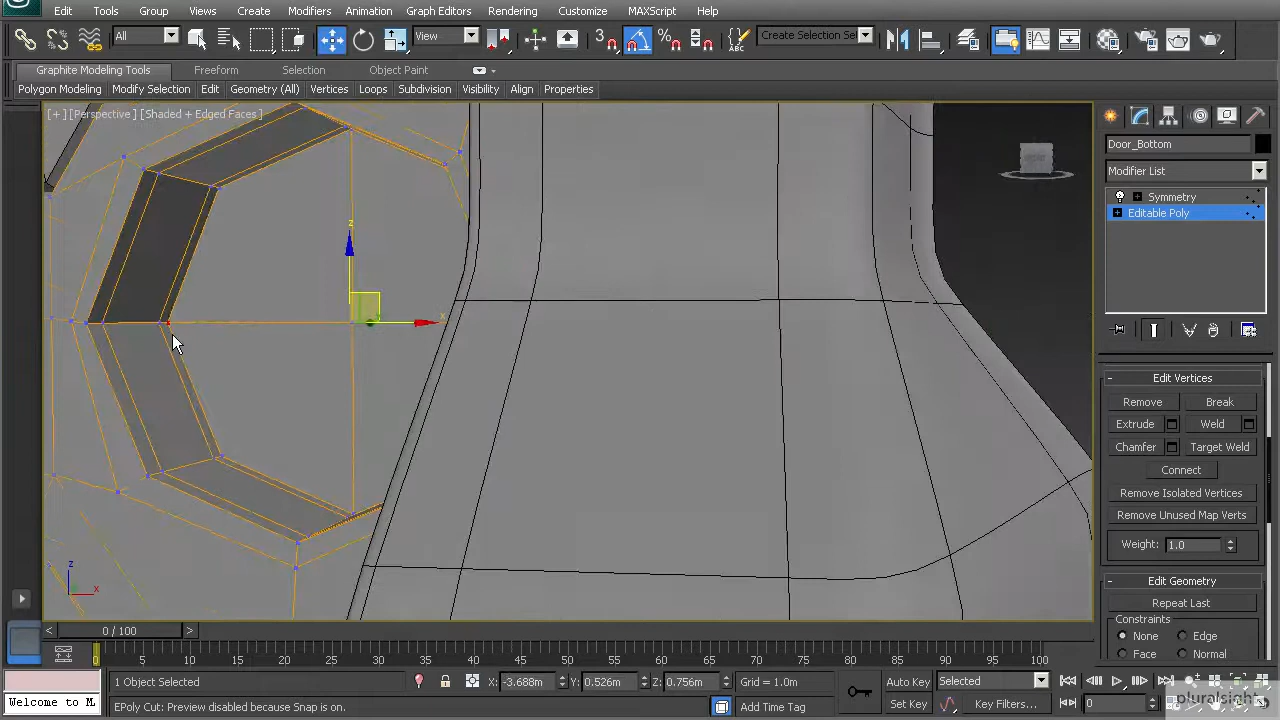 Edit Tools Group Views Create Modifiers Animation Graph Editors Rendering Customize MAXScript Help
All View 3 Create Selection Se
Graphite Modeling Tools Freeform Selection Object Paint
Polygon Modeling Modify Selection Edit Geometry (All) Vertices Loops Subdivision Visibility Align Properties
[+] [Perspective] [Shaded + Edged Faces]
Door_Bottom
Modifier List
Symmetry
Editable Poly
z
x
Edit Vertices
Remove Break
Extrude Weld
Chamfer Target Weld
Connect
Remove Isolated Vertices
Remove Unused Map Verts
Weight: 1.0
Edit Geometry
Repeat Last
Constraints
None Edge
Face Normal
z
x
< 0 / 100 >
0 5 10 15 20 25 30 35 40 45 50 55 60 65 70 75 80 85 90 95 100
1 Object Selected X: -3.688m Y: 0.526m Z: 0.756m Grid = 1.0m Auto Key Selected
Welcome to M EPoly Cut: Preview disabled because Snap is on. Add Time Tag Set Key Key Filters... 0
pluralsight